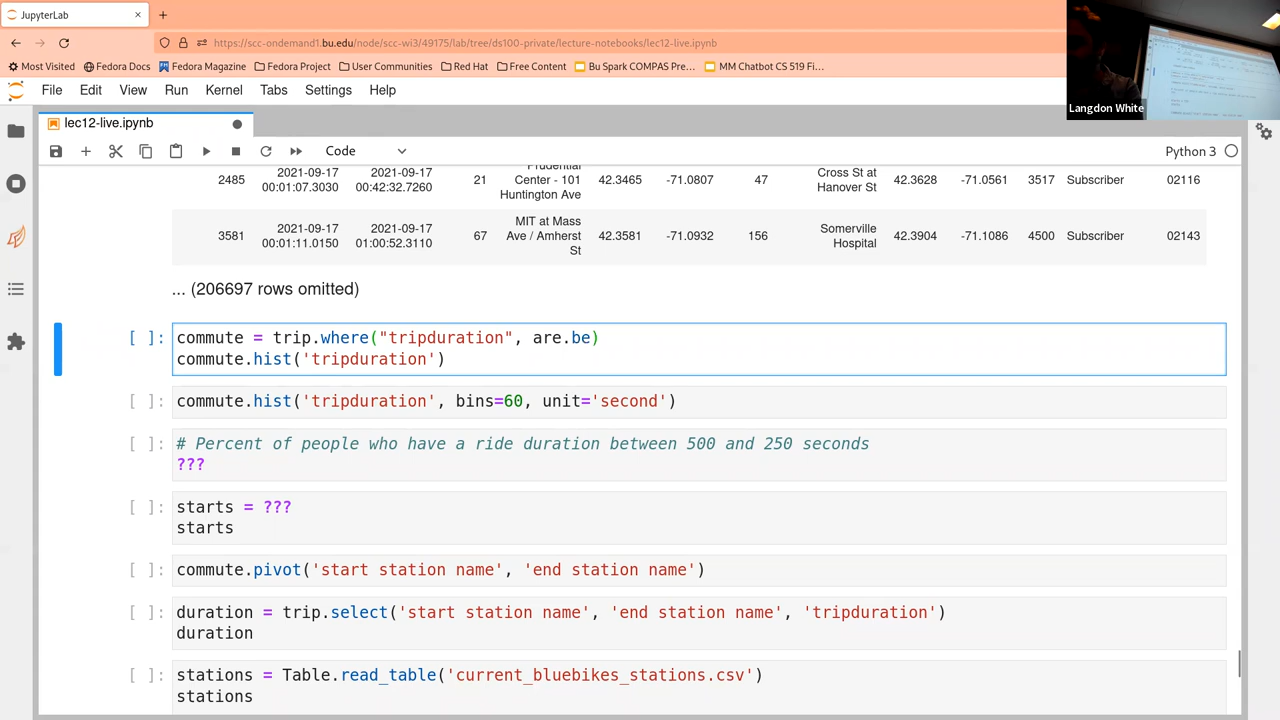 JupyterLab
https://scc-ondemand1.bu.edu/node/scc-wi3/49175/lab/tree/ds100-private/lecture-notebooks/lec12-live.ipynb
Most Visited Fedora Docs Fedora Magazine Fedora Project User Communities Red Hat Free Content Bu Spark COMPAS Pre... MM Chatbot CS 519 Fi...
Langdon White
File Edit View Run Kernel Tabs Settings Help
lec12-live.ipynb
Code Python 3
2485 2021-09-17 00:01:07.3030 2021-09-17 00:42:32.7260 21 Prudential Center - 101 Huntington Ave 42.3465 -71.0807 47 Cross St at Hanover St 42.3628 -71.0561 3517 Subscriber 02116
3581 2021-09-17 00:01:11.0150 2021-09-17 01:00:52.3110 67 MIT at Mass Ave / Amherst St 42.3581 -71.0932 156 Somerville Hospital 42.3904 -71.1086 4500 Subscriber 02143
... (206697 rows omitted)
[ ]: commute = trip.where("tripduration", are.be)
commute.hist('tripduration')
[ ]: commute.hist('tripduration', bins=60, unit='second')
[ ]: # Percent of people who have a ride duration between 500 and 250 seconds
???
[ ]: starts = ???
starts
[ ]: commute.pivot('start station name', 'end station name')
[ ]: duration = trip.select('start station name', 'end station name', 'tripduration')
duration
[ ]: stations = Table.read_table('current_bluebikes_stations.csv')
stations